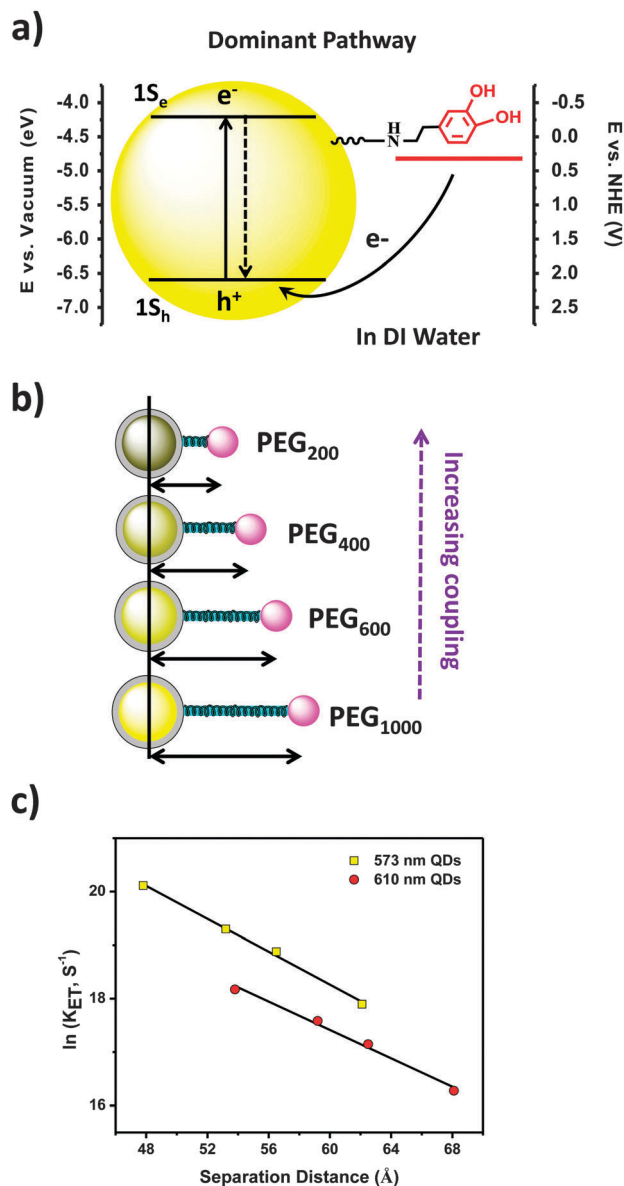 a)
Dominant Pathway
E vs. Vacuum (eV)
-4.0
-4.5
-5.0
-5.5
-6.0
-6.5
-7.0
1Sₑ
e⁻
h⁺
1Sₕ
H
N
OH
OH
e-
-0.5
0.0
0.5
1.0
1.5
2.0
2.5
E vs. NHE (V)
In DI Water
b)
PEG₂₀₀
PEG₄₀₀
PEG₆₀₀
PEG₁₀₀₀
Increasing coupling
c)
573 nm QDs
610 nm QDs
ln (K_ET, S⁻¹)
20
18
16
48 52 56 60 64 68
Separation Distance (Å)